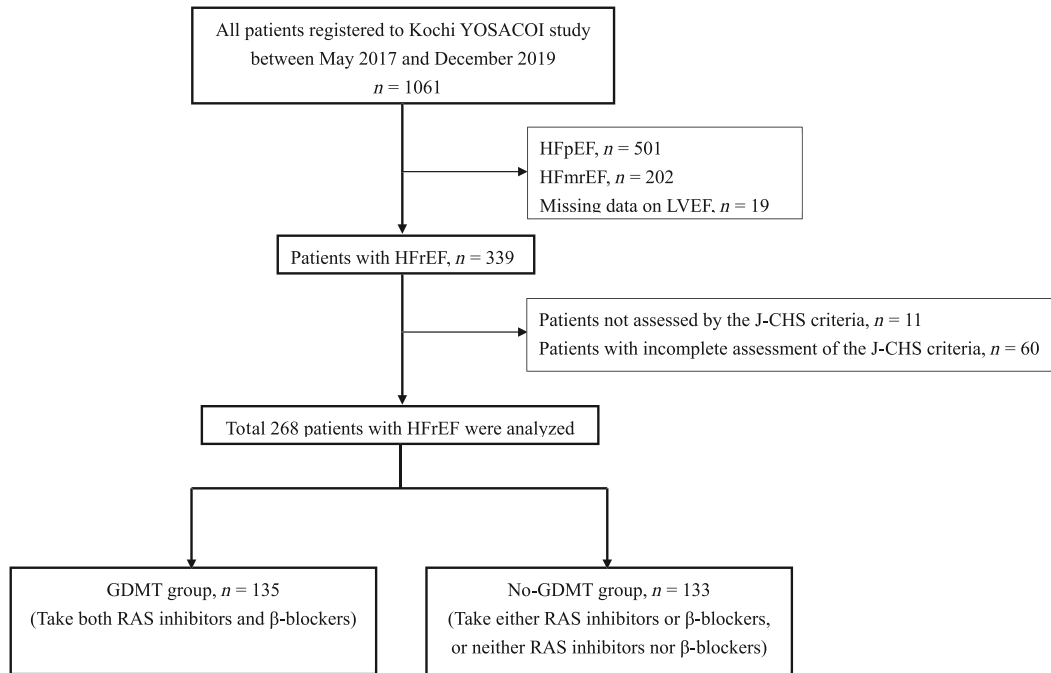 All patients registered to Kochi YOSACOI study
between May 2017 and December 2019
n = 1061
HFpEF, n = 501
HFmrEF, n = 202
Missing data on LVEF, n = 19
Patients with HFrEF, n = 339
Patients not assessed by the J-CHS criteria, n = 11
Patients with incomplete assessment of the J-CHS criteria, n = 60
Total 268 patients with HFrEF were analyzed
GDMT group, n = 135
(Take both RAS inhibitors and β-blockers)
No-GDMT group, n = 133
(Take either RAS inhibitors or β-blockers,
or neither RAS inhibitors nor β-blockers)